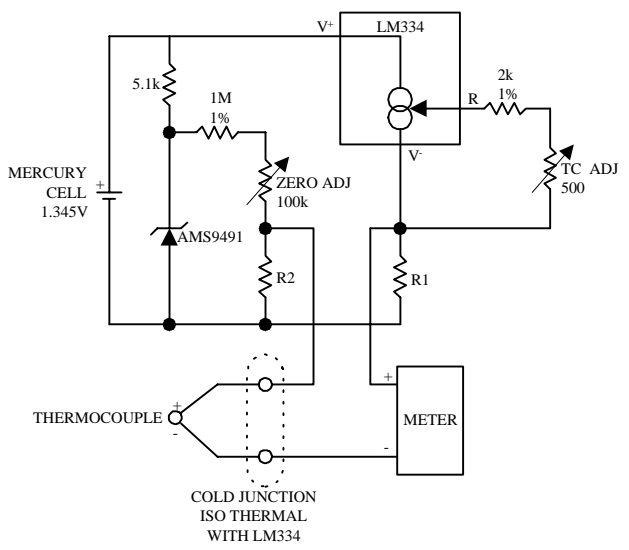 V+
LM334
5.1k
1M
1%
R
2k
1%
V-
MERCURY
CELL
1.345V
+
ZERO ADJ
100k
TC ADJ
500
AMS9491
R2
R1
+
THERMOCOUPLE
+
-
METER
-
COLD JUNCTION
ISO THERMAL
WITH LM334